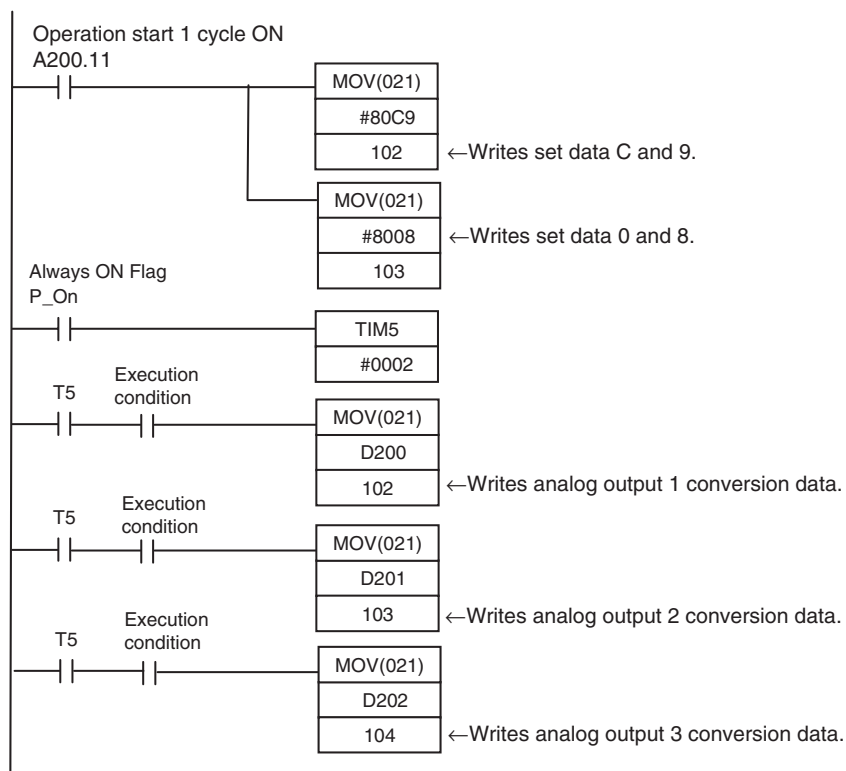 Operation start 1 cycle ON
A200.11
MOV(021)
#80C9
102 ←Writes set data C and 9.
MOV(021)
#8008 ←Writes set data 0 and 8.
103
Always ON Flag
P_On
TIM5
#0002
T5 Execution
condition
MOV(021)
D200
102 ←Writes analog output 1 conversion data.
T5 Execution
condition
MOV(021)
D201
103 ←Writes analog output 2 conversion data.
T5 Execution
condition
MOV(021)
D202
104 ←Writes analog output 3 conversion data.